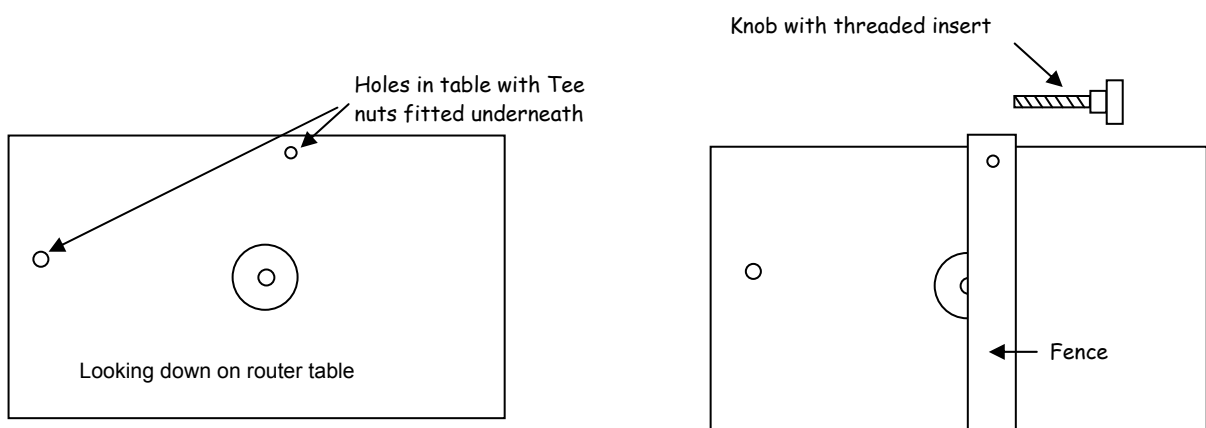 Knob with threaded insert
Holes in table with Tee
nuts fitted underneath
Looking down on router table
Fence